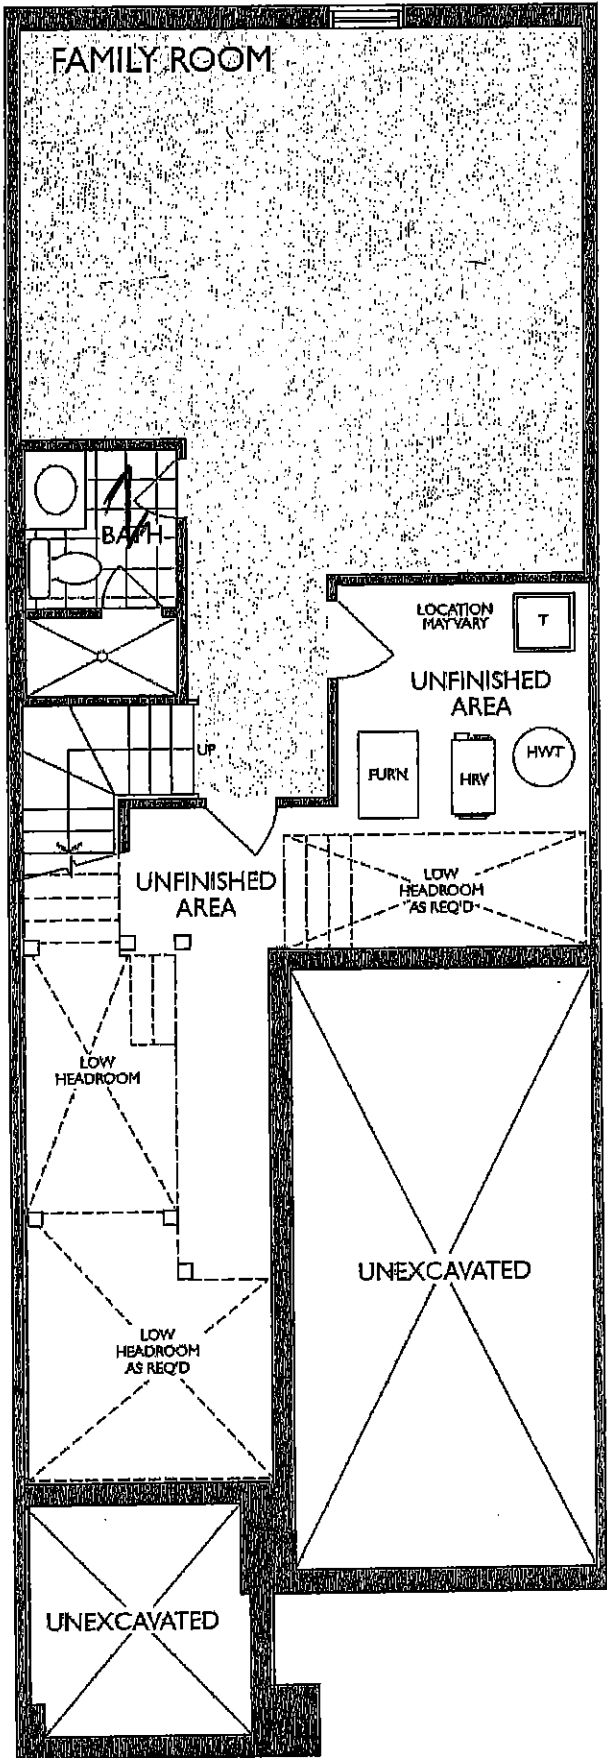 FAMILY ROOM
BATH
LOCATION
MAY VARY
T
UNFINISHED
AREA
UP
FURN.
HRV
HWT
UNFINISHED
AREA
LOW
HEADROOM
AS REQ'D
LOW
HEADROOM
UNEXCAVATED
LOW
HEADROOM
AS REQ'D
UNEXCAVATED